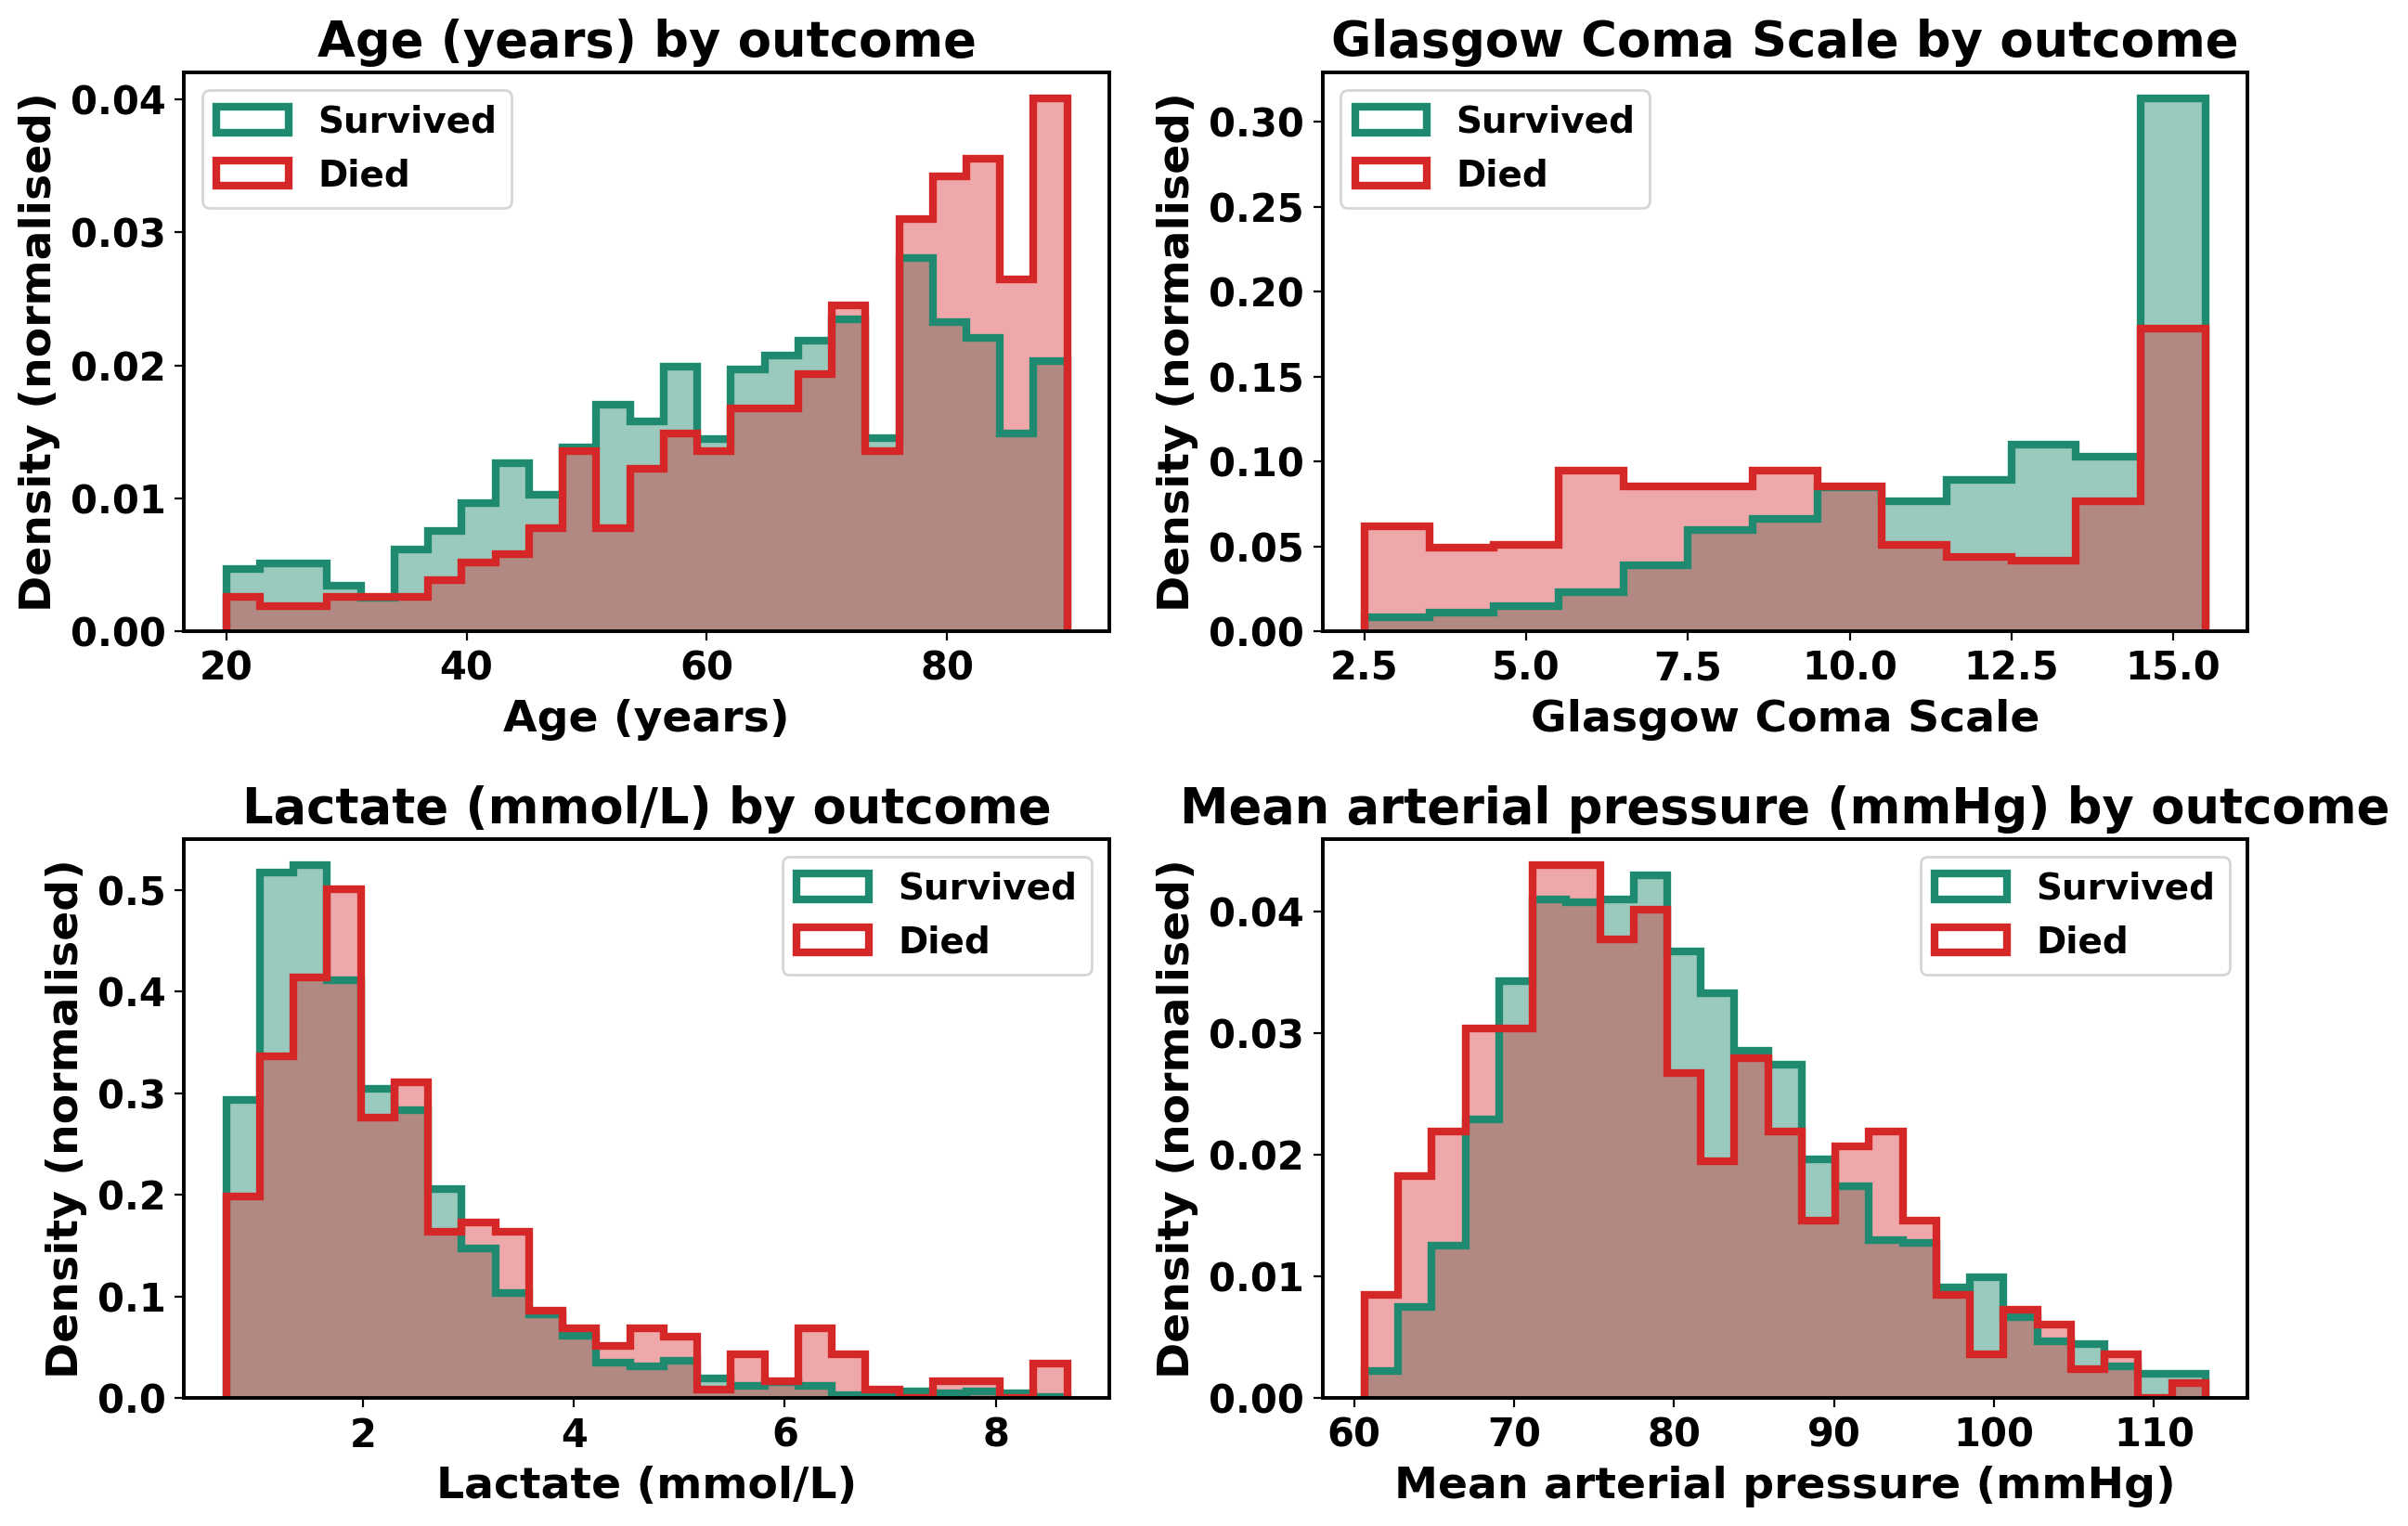 Age (years) by outcome
Density (normalised)
0.04
0.03
0.02
0.01
0.00
Survived
Died
20 40 60 80
Age (years)
Glasgow Coma Scale by outcome
Density (normalised)
0.30
0.25
0.20
0.15
0.10
0.05
0.00
Survived
Died
2.5 5.0 7.5 10.0 12.5 15.0
Glasgow Coma Scale
Lactate (mmol/L) by outcome
Density (normalised)
0.5
0.4
0.3
0.2
0.1
0.0
Survived
Died
2 4 6 8
Lactate (mmol/L)
Mean arterial pressure (mmHg) by outcome
Density (normalised)
0.04
0.03
0.02
0.01
0.00
Survived
Died
60 70 80 90 100 110
Mean arterial pressure (mmHg)